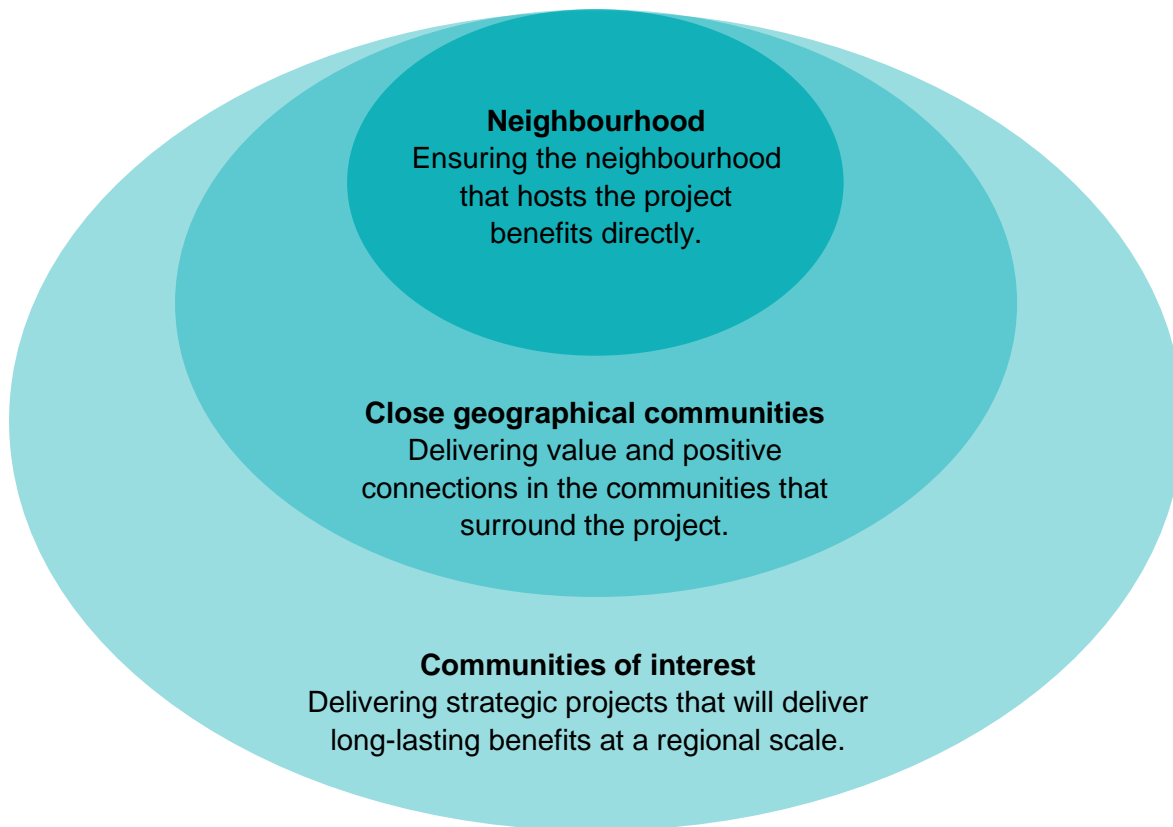 Neighbourhood
Ensuring the neighbourhood
that hosts the project
benefits directly.
Close geographical communities
Delivering value and positive
connections in the communities that
surround the project.
Communities of interest
Delivering strategic projects that will deliver
long-lasting benefits at a regional scale.